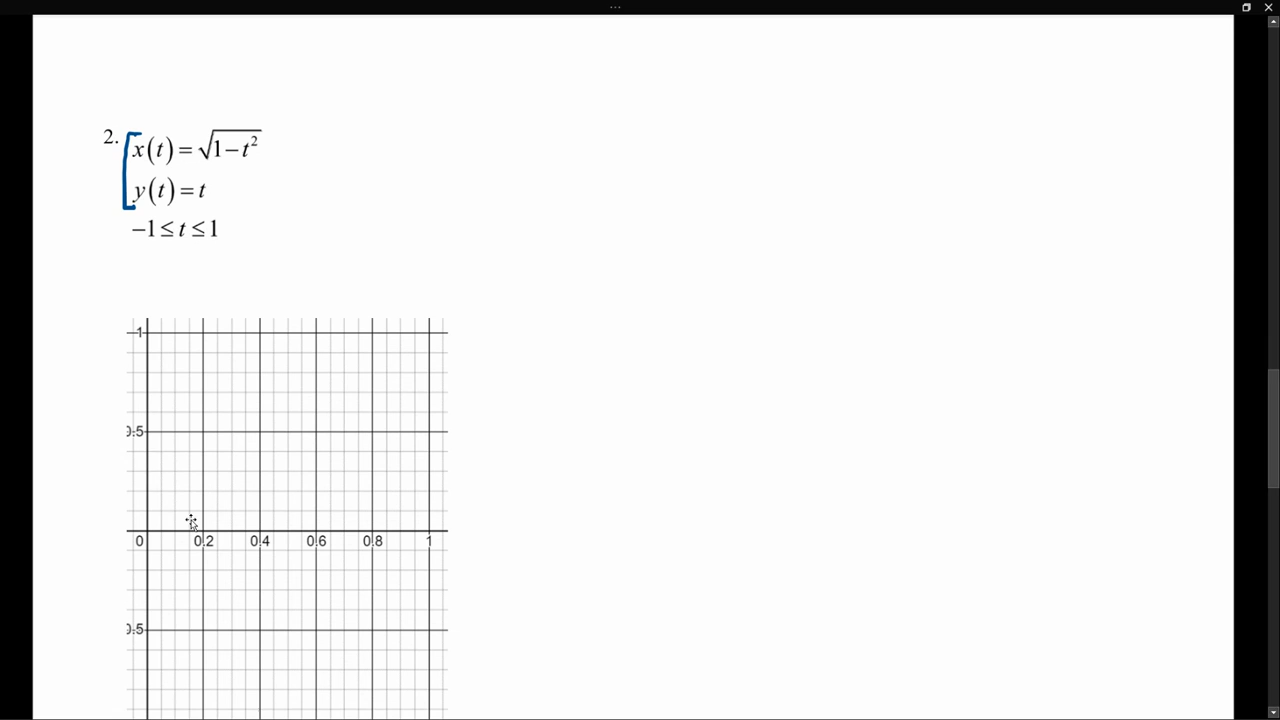 2. x(t) = √(1−t²)
y(t) = t
−1 ≤ t ≤ 1
1
0.5
0 0.2 0.4 0.6 0.8 1
0.5